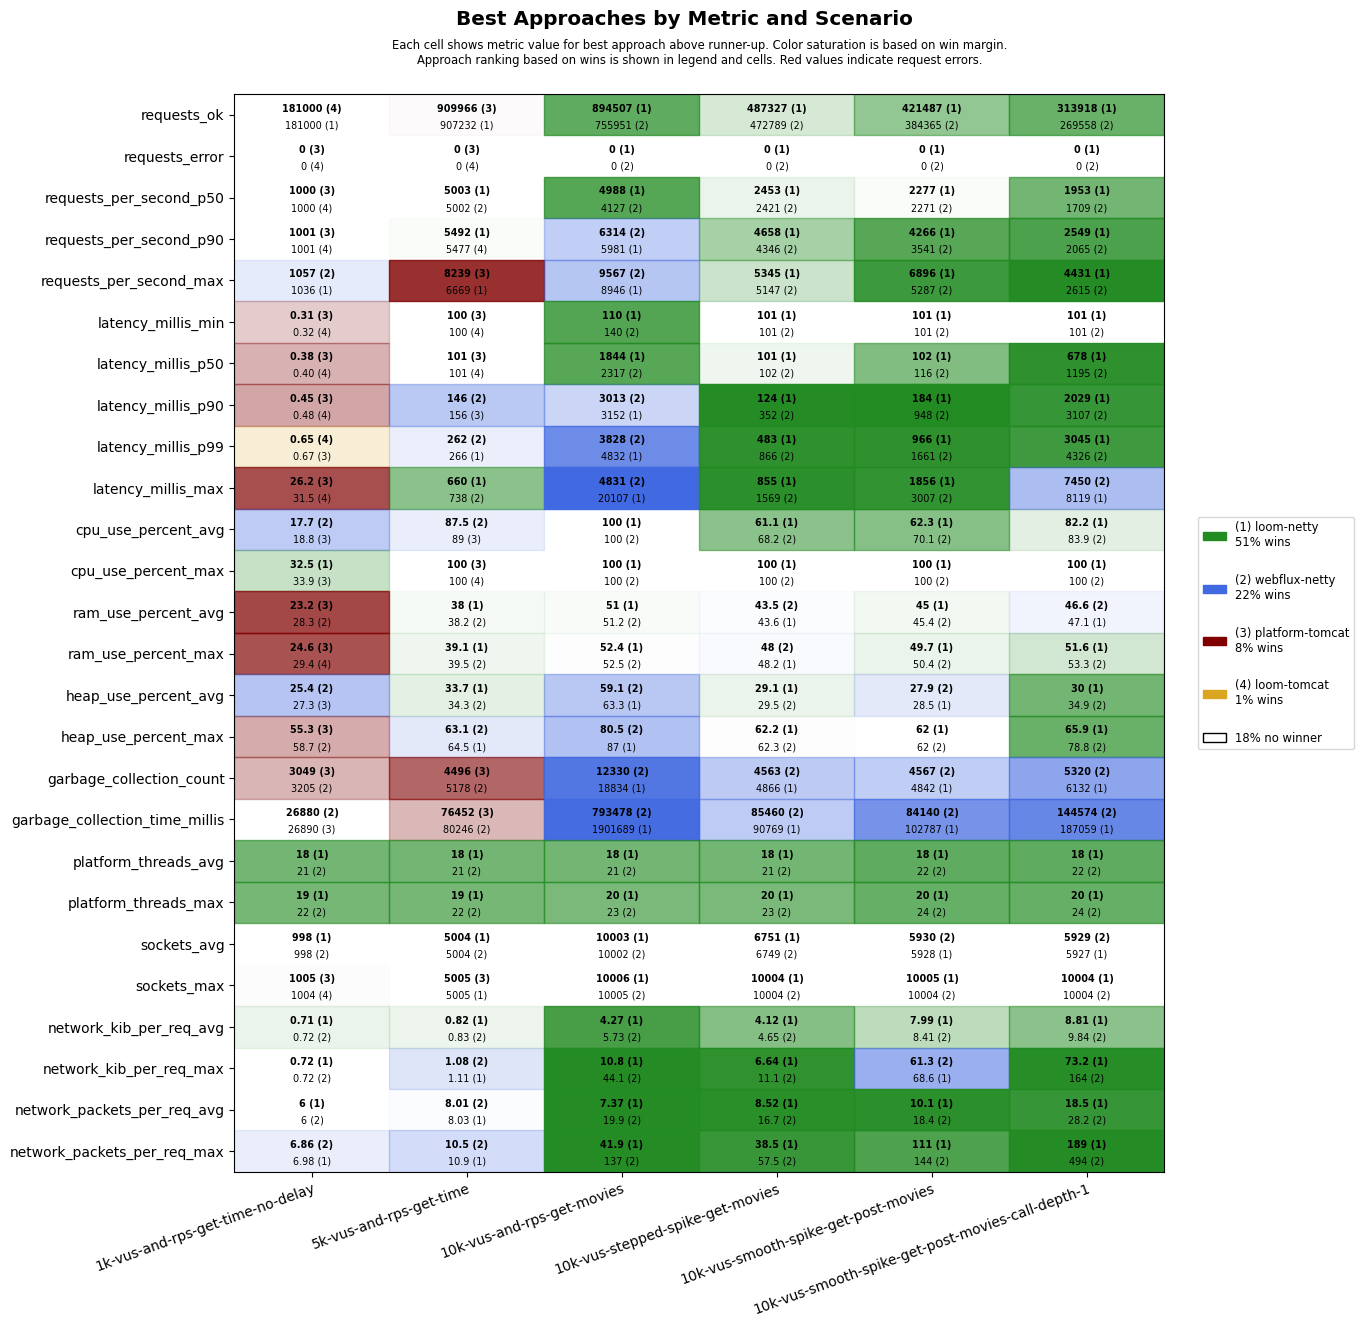 Best Approaches by Metric and Scenario
Each cell shows metric value for best approach above runner-up. Color saturation is based on win margin.
Approach ranking based on wins is shown in legend and cells. Red values indicate request errors.
requests_ok
181000 (4) 909966 (3) 894507 (1) 487327 (1) 421487 (1) 313918 (1)
181000 (1) 907232 (1) 755951 (2) 472789 (2) 384365 (2) 269558 (2)
requests_error
0 (3) 0 (3) 0 (1) 0 (1) 0 (1) 0 (1)
0 (4) 0 (4) 0 (2) 0 (2) 0 (2) 0 (2)
requests_per_second_p50
1000 (3) 5003 (1) 4988 (1) 2453 (1) 2277 (1) 1953 (1)
1000 (4) 5002 (2) 4127 (2) 2421 (2) 2271 (2) 1709 (2)
requests_per_second_p90
1001 (3) 5492 (1) 6314 (2) 4658 (1) 4266 (1) 2549 (1)
1001 (4) 5477 (4) 5981 (1) 4346 (2) 3541 (2) 2065 (2)
requests_per_second_max
1057 (2) 8239 (3) 9567 (2) 5345 (1) 6896 (1) 4431 (1)
1036 (1) 6669 (1) 8946 (1) 5147 (2) 5287 (2) 2615 (2)
latency_millis_min
0.31 (3) 100 (3) 110 (1) 101 (1) 101 (1) 101 (1)
0.32 (4) 100 (4) 140 (2) 101 (2) 101 (2) 101 (2)
latency_millis_p50
0.38 (3) 101 (3) 1844 (1) 101 (1) 102 (1) 678 (1)
0.40 (4) 101 (4) 2317 (2) 102 (2) 116 (2) 1195 (2)
latency_millis_p90
0.45 (3) 146 (2) 3013 (2) 124 (1) 184 (1) 2029 (1)
0.48 (4) 156 (3) 3152 (1) 352 (2) 948 (2) 3107 (2)
latency_millis_p99
0.65 (4) 262 (2) 3828 (2) 483 (1) 966 (1) 3045 (1)
0.67 (3) 266 (1) 4832 (1) 866 (2) 1661 (2) 4326 (2)
latency_millis_max
26.2 (3) 660 (1) 4831 (2) 855 (1) 1856 (1) 7450 (2)
31.5 (4) 738 (2) 20107 (1) 1569 (2) 3007 (2) 8119 (1)
cpu_use_percent_avg
17.7 (2) 87.5 (2) 100 (1) 61.1 (1) 62.3 (1) 82.2 (1)
18.8 (3) 89 (3) 100 (2) 68.2 (2) 70.1 (2) 83.9 (2)
cpu_use_percent_max
32.5 (1) 100 (3) 100 (1) 100 (1) 100 (1) 100 (1)
33.9 (3) 100 (4) 100 (2) 100 (2) 100 (2) 100 (2)
ram_use_percent_avg
23.2 (3) 38 (1) 51 (1) 43.5 (2) 45 (1) 46.6 (2)
28.3 (2) 38.2 (2) 51.2 (2) 43.6 (1) 45.4 (2) 47.1 (1)
ram_use_percent_max
24.6 (3) 39.1 (1) 52.4 (1) 48 (2) 49.7 (1) 51.6 (1)
29.4 (4) 39.5 (2) 52.5 (2) 48.2 (1) 50.4 (2) 53.3 (2)
heap_use_percent_avg
25.4 (2) 33.7 (1) 59.1 (2) 29.1 (1) 27.9 (2) 30 (1)
27.3 (3) 34.3 (2) 63.3 (1) 29.5 (2) 28.5 (1) 34.9 (2)
heap_use_percent_max
55.3 (3) 63.1 (2) 80.5 (2) 62.2 (1) 62 (1) 65.9 (1)
58.7 (2) 64.5 (1) 87 (1) 62.3 (2) 62 (2) 78.8 (2)
garbage_collection_count
3049 (3) 4496 (3) 12330 (2) 4563 (2) 4567 (2) 5320 (2)
3205 (2) 5178 (2) 18834 (1) 4866 (1) 4842 (1) 6132 (1)
garbage_collection_time_millis
26880 (2) 76452 (3) 793478 (2) 85460 (2) 84140 (2) 144574 (2)
26890 (3) 80246 (2) 1901689 (1) 90769 (1) 102787 (1) 187059 (1)
platform_threads_avg
18 (1) 18 (1) 18 (1) 18 (1) 18 (1) 18 (1)
21 (2) 21 (2) 21 (2) 21 (2) 22 (2) 22 (2)
platform_threads_max
19 (1) 19 (1) 20 (1) 20 (1) 20 (1) 20 (1)
22 (2) 22 (2) 23 (2) 23 (2) 24 (2) 24 (2)
sockets_avg
998 (1) 5004 (1) 10003 (1) 6751 (1) 5930 (2) 5929 (2)
998 (2) 5004 (2) 10002 (2) 6749 (2) 5928 (1) 5927 (1)
sockets_max
1005 (3) 5005 (3) 10006 (1) 10004 (1) 10005 (1) 10004 (1)
1004 (4) 5005 (1) 10005 (2) 10004 (2) 10004 (2) 10004 (2)
network_kib_per_req_avg
0.71 (1) 0.82 (1) 4.27 (1) 4.12 (1) 7.99 (1) 8.81 (1)
0.72 (2) 0.83 (2) 5.73 (2) 4.65 (2) 8.41 (2) 9.84 (2)
network_kib_per_req_max
0.72 (1) 1.08 (2) 10.8 (1) 6.64 (1) 61.3 (2) 73.2 (1)
0.72 (2) 1.11 (1) 44.1 (2) 11.1 (2) 68.6 (1) 164 (2)
network_packets_per_req_avg
6 (1) 8.01 (2) 7.37 (1) 8.52 (1) 10.1 (1) 18.5 (1)
6 (2) 8.03 (1) 19.9 (2) 16.7 (2) 18.4 (2) 28.2 (2)
network_packets_per_req_max
6.86 (2) 10.5 (2) 41.9 (1) 38.5 (1) 111 (1) 189 (1)
6.98 (1) 10.9 (1) 137 (2) 57.5 (2) 144 (2) 494 (2)
1k-vus-and-rps-get-time-no-delay
5k-vus-and-rps-get-time
10k-vus-and-rps-get-movies
10k-vus-stepped-spike-get-movies
10k-vus-smooth-spike-get-post-movies
10k-vus-smooth-spike-get-post-movies-call-depth-1
(1) loom-netty
51% wins
(2) webflux-netty
22% wins
(3) platform-tomcat
8% wins
(4) loom-tomcat
1% wins
18% no winner